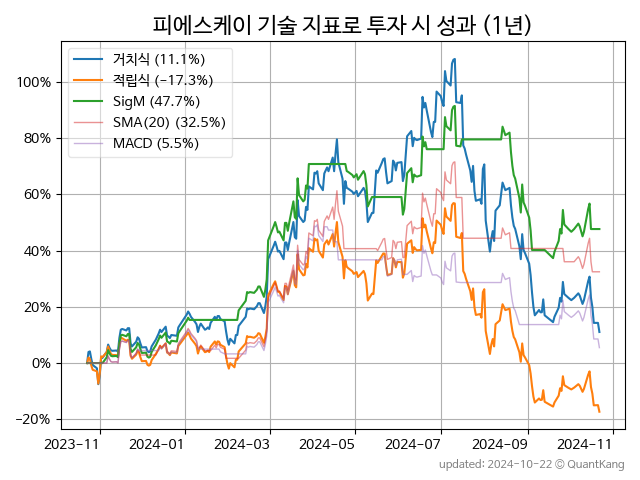 피에스케이 기술 지표로 투자 시 성과 (1년)
거치식 (11.1%)
적립식 (−17.3%)
SigM (47.7%)
SMA(20) (32.5%)
MACD (5.5%)
100%
80%
60%
40%
20%
0%
−20%
2023-11 2024-01 2024-03 2024-05 2024-07 2024-09 2024-11
updated: 2024-10-22 © QuantKang